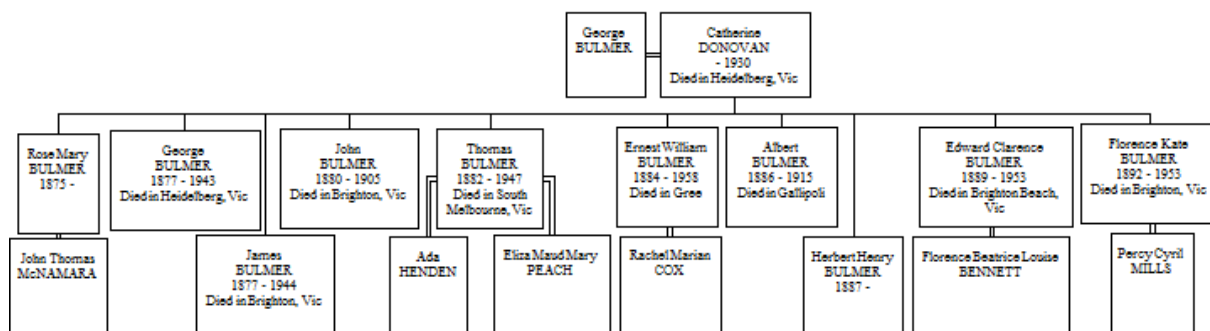 George
BULMER
Catherine
DONOVAN
- 1930
Died in Heidelberg, Vic
Rose Mary
BULMER
1875 -
George
BULMER
1877 - 1943
Died in Heidelberg, Vic
John
BULMER
1880 - 1905
Died in Brighton, Vic
Thomas
BULMER
1882 - 1947
Died in South
Melbourne, Vic
Ernest William
BULMER
1884 - 1958
Died in Gree
Albert
BULMER
1886 - 1915
Died in Gallipoli
Edward Clarence
BULMER
1889 - 1953
Died in Brighton Beach,
Vic
Florence Kate
BULMER
1892 - 1953
Died in Brighton, Vic
John Thomas
McNAMARA
James
BULMER
1877 - 1944
Died in Brighton, Vic
Ada
HENDEN
Eliza Maud Mary
PEACH
Rachel Marian
COX
Herbert Henry
BULMER
1887 -
Florence Beatrice Louise
BENNETT
Percy Cyril
MILLS